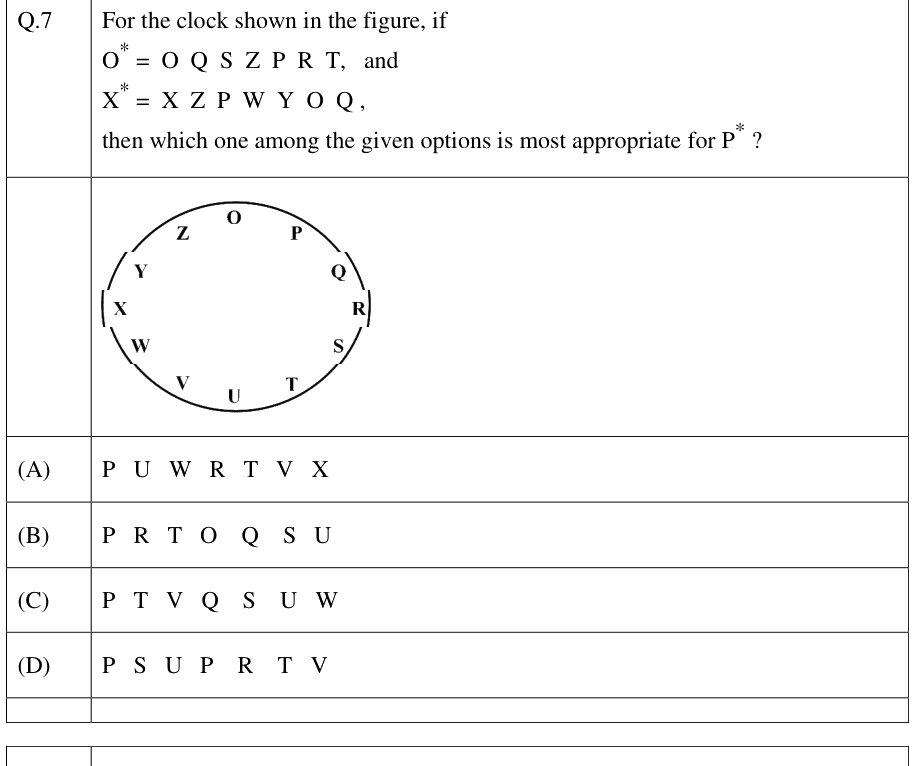 Q.7 For the clock shown in the figure, if
O* = O Q S Z P R T, and
X* = X Z P W Y O Q ,
then which one among the given options is most appropriate for P* ?
O
Z P
Y Q
X R
W S
V T
U
(A) P U W R T V X
(B) P R T O Q S U
(C) P T V Q S U W
(D) P S U P R T V